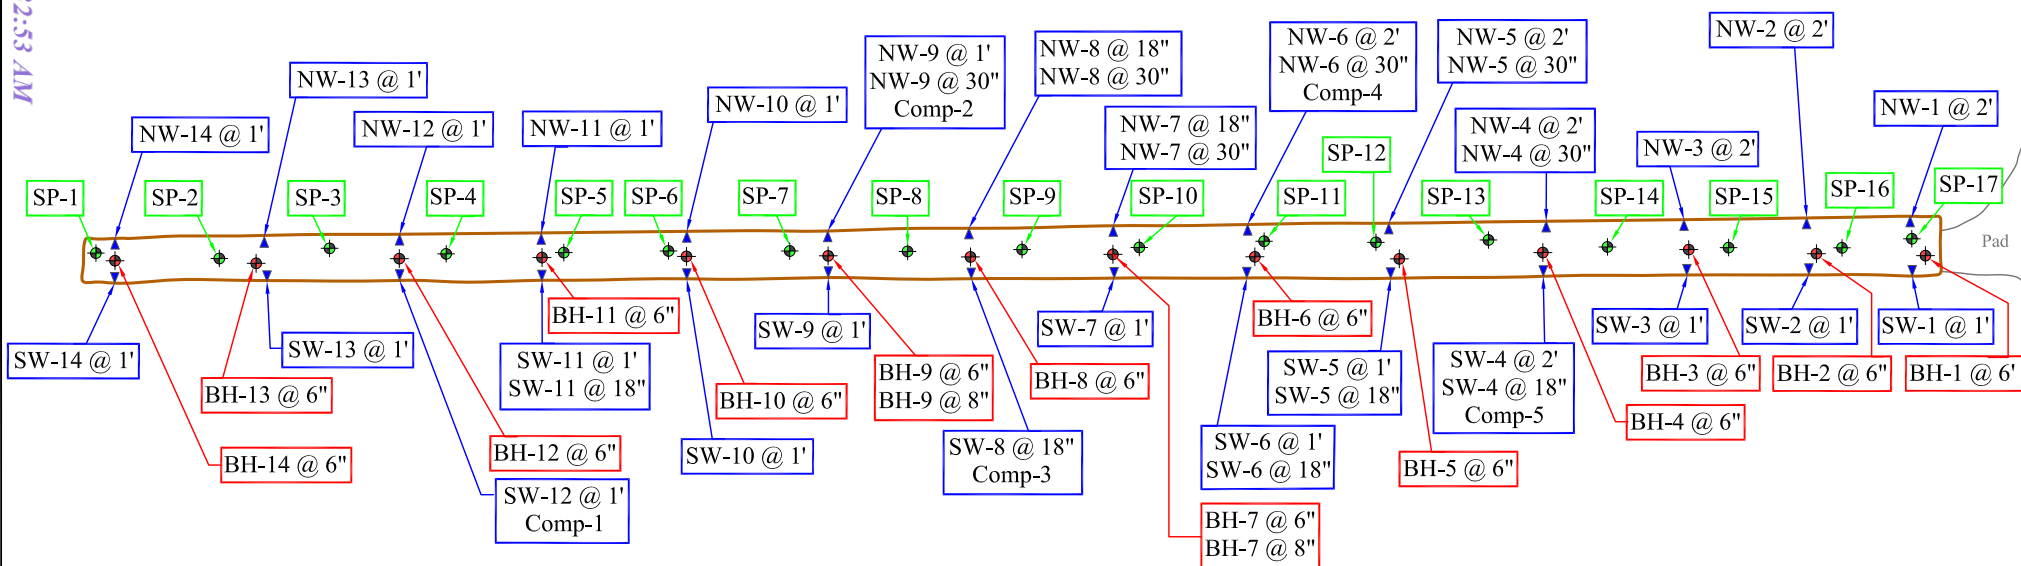 22:53 AM
NW-14 @ 1'
NW-13 @ 1'
NW-12 @ 1'
NW-11 @ 1'
NW-10 @ 1'
NW-9 @ 1'
NW-9 @ 30"
Comp-2
NW-8 @ 18"
NW-8 @ 30"
NW-7 @ 18"
NW-7 @ 30"
NW-6 @ 2'
NW-6 @ 30"
Comp-4
NW-5 @ 2'
NW-5 @ 30"
NW-4 @ 2'
NW-4 @ 30"
NW-3 @ 2'
NW-2 @ 2'
NW-1 @ 2'
SP-1
SP-2
SP-3
SP-4
SP-5
SP-6
SP-7
SP-8
SP-9
SP-10
SP-11
SP-12
SP-13
SP-14
SP-15
SP-16
SP-17
Pad
SW-14 @ 1'
BH-14 @ 6"
BH-13 @ 6"
SW-13 @ 1'
BH-12 @ 6"
SW-12 @ 1'
Comp-1
BH-11 @ 6"
SW-11 @ 1'
SW-11 @ 18"
BH-10 @ 6"
SW-10 @ 1'
SW-9 @ 1'
BH-9 @ 6"
BH-9 @ 8"
BH-8 @ 6"
SW-8 @ 18"
Comp-3
SW-7 @ 1'
BH-7 @ 6"
BH-7 @ 8"
BH-6 @ 6"
SW-6 @ 1'
SW-6 @ 18"
SW-5 @ 1'
SW-5 @ 18"
BH-5 @ 6"
SW-4 @ 2'
SW-4 @ 18"
Comp-5
BH-4 @ 6"
SW-3 @ 1'
BH-3 @ 6"
SW-2 @ 1'
BH-2 @ 6"
SW-1 @ 1'
BH-1 @ 6'